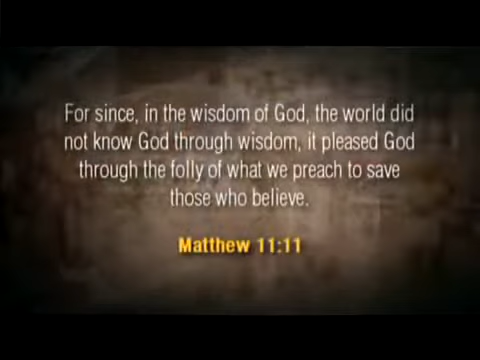 For since, in the wisdom of God, the world did
not know God through wisdom, it pleased God
through the folly of what we preach to save
those who believe.
Matthew 11:11